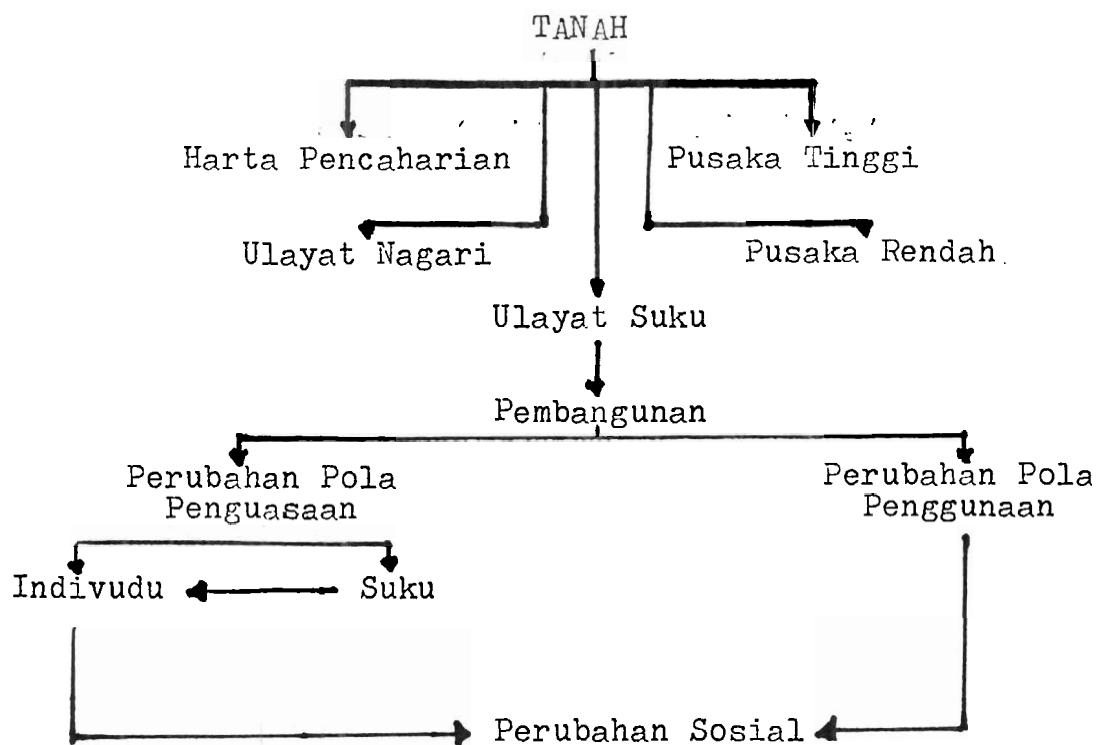 TANAH
Harta Pencaharian
Pusaka Tinggi
Ulayat Nagari
Pusaka Rendah
Ulayat Suku
Pembangunan
Perubahan Pola
Penguasaan
Perubahan Pola
Penggunaan
Indivudu
Suku
Perubahan Sosial